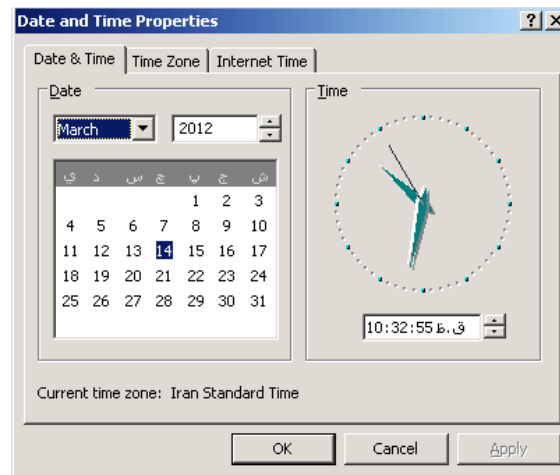 Date and Time Properties
Date & Time Time Zone Internet Time
Date
March 2012
ي د س چ پ ج ش
1 2 3
4 5 6 7 8 9 10
11 12 13 14 15 16 17
18 19 20 21 22 23 24
25 26 27 28 29 30 31
Time
10:32:55 ق.ظ
Current time zone: Iran Standard Time
OK Cancel Apply